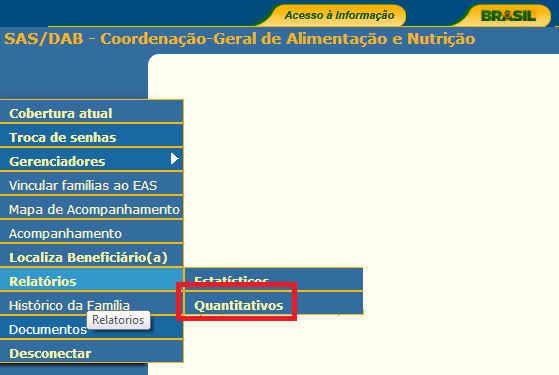 Acesso à Informação
BRASIL
SAS/DAB - Coordenação-Geral de Alimentação e Nutrição
Cobertura atual
Troca de senhas
Gerenciadores
Vincular famílias ao EAS
Mapa de Acompanhamento
Acompanhamento
Localiza Beneficiário(a)
Relatórios
Estatísticos
Histórico da Família
Quantitativos
Relatorios
Documentos
Desconectar